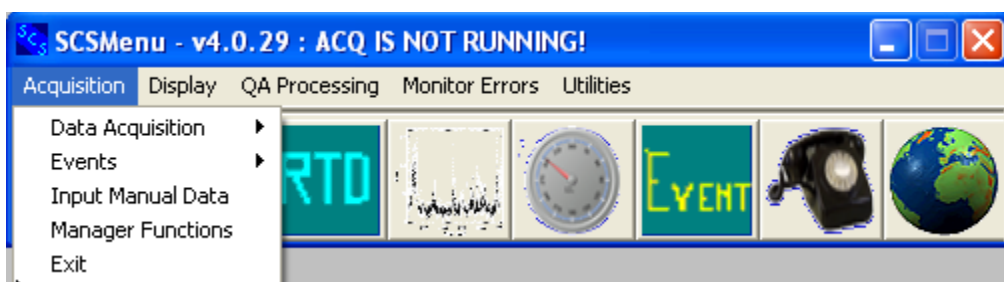 SCS SCSMenu - v4.0.29 : ACQ IS NOT RUNNING!
Acquisition Display QA Processing Monitor Errors Utilities
Data Acquisition
Events
Input Manual Data
Manager Functions
Exit
RTD
EVENT